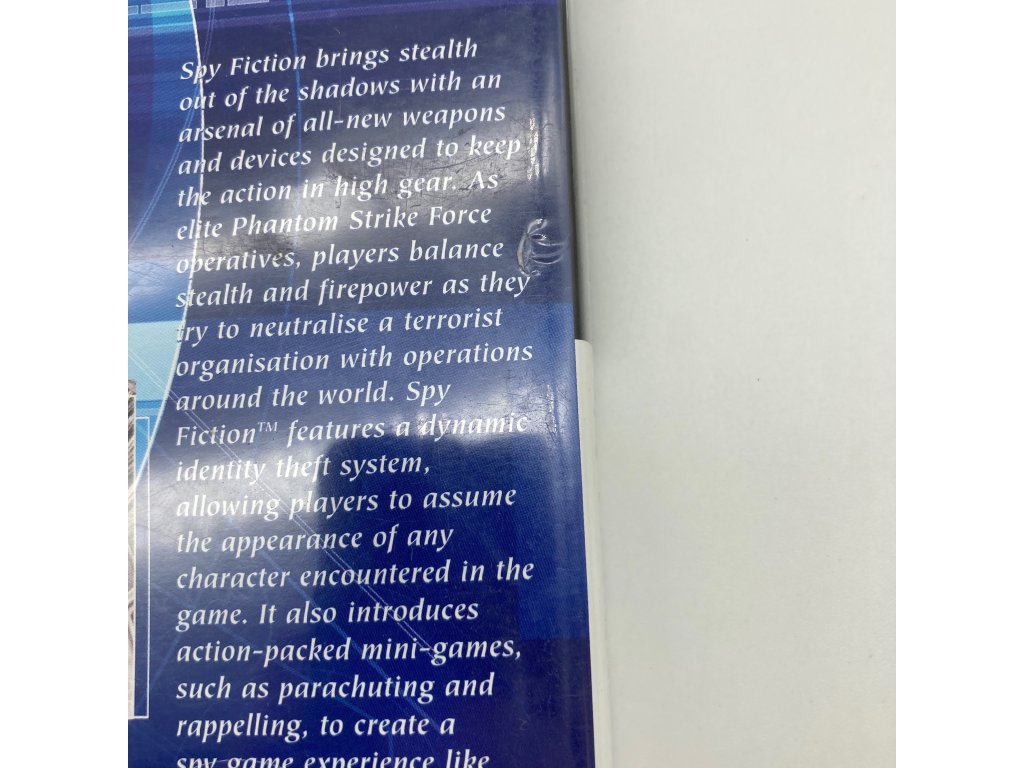 Spy Fiction brings stealth
out of the shadows with an
arsenal of all-new weapons
and devices designed to keep
the action in high gear. As
elite Phantom Strike Force
operatives, players balance
stealth and firepower as they
try to neutralise a terrorist
organisation with operations
around the world. Spy
Fiction™ features a dynamic
identity theft system,
allowing players to assume
the appearance of any
character encountered in the
game. It also introduces
action-packed mini-games,
such as parachuting and
rappelling, to create a
spy game experience like